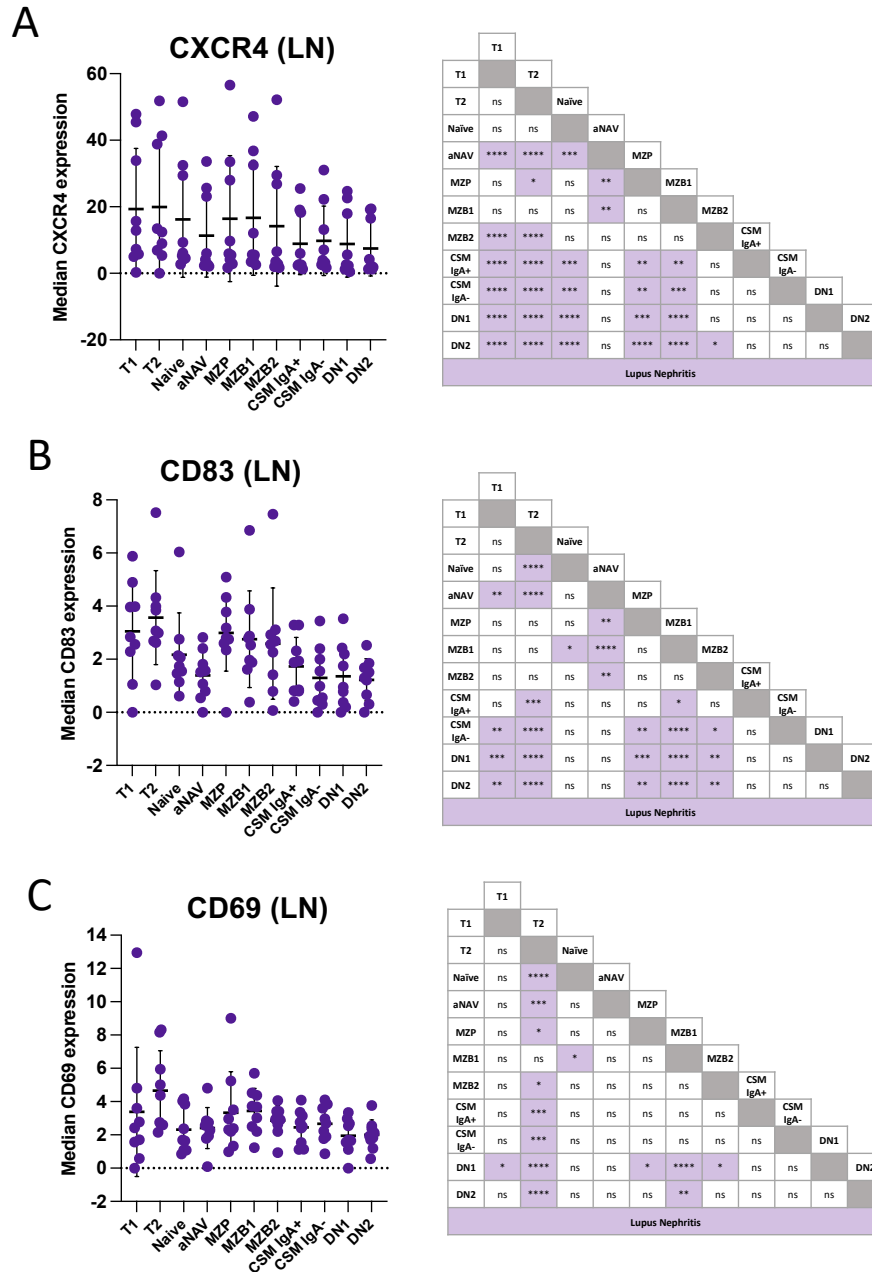 A
CXCR4 (LN)
Median CXCR4 expression
60
40
20
0
-20
T1 T2 Naive aNAV MZP MZB1 MZB2 CSM IgA+ CSM IgA- DN1 DN2
T1
T1 T2
T2 ns Naïve
Naïve ns ns aNAV
aNAV **** **** *** MZP
MZP ns * ns ** MZB1
MZB1 ns ns ns ** ns MZB2
MZB2 **** **** ns ns ns ns CSM IgA+
CSM IgA+ **** **** *** ns ** ** ns CSM IgA-
CSM IgA- **** **** *** ns ** *** ns ns DN1
DN1 **** **** **** ns *** **** ns ns ns DN2
DN2 **** **** **** ns **** **** * ns ns ns
Lupus Nephritis
B
CD83 (LN)
Median CD83 expression
8
6
4
2
0
-2
T1 T2 Naive aNAV MZP MZB1 MZB2 CSM IgA+ CSM IgA- DN1 DN2
T1
T1 T2
T2 ns Naïve
Naïve ns **** aNAV
aNAV ** **** ns MZP
MZP ns ns ns ** MZB1
MZB1 ns ns * **** ns MZB2
MZB2 ns ns ns ** ns ns CSM IgA+
CSM IgA+ ns *** ns ns ns * ns CSM IgA-
CSM IgA- ** **** ns ns ** **** * ns DN1
DN1 *** **** ns ns *** **** ** ns ns DN2
DN2 ** **** ns ns ** **** ** ns ns ns
Lupus Nephritis
C
CD69 (LN)
Median CD69 expression
14
12
10
8
6
4
2
0
-2
T1 T2 Naive aNAV MZP MZB1 MZB2 CSM IgA+ CSM IgA- DN1 DN2
T1
T1 T2
T2 ns Naïve
Naïve ns **** aNAV
aNAV ns *** ns MZP
MZP ns * ns ns MZB1
MZB1 ns ns * ns ns MZB2
MZB2 ns * ns ns ns ns CSM IgA+
CSM IgA+ ns *** ns ns ns ns ns CSM IgA-
CSM IgA- ns *** ns ns ns ns ns ns DN1
DN1 * **** ns ns * **** * ns ns DN2
DN2 ns **** ns ns ns ** ns ns ns ns
Lupus Nephritis